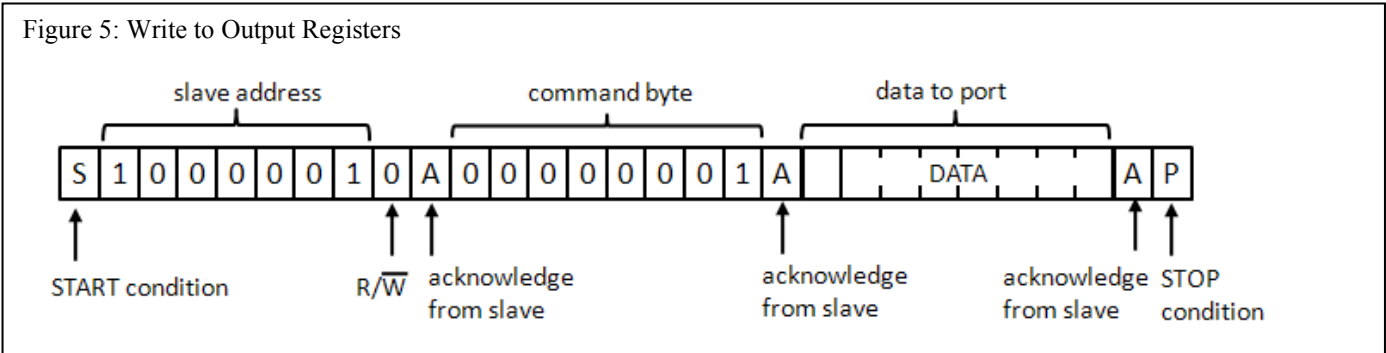 Figure 5: Write to Output Registers
slave address command byte data to port
S 1 0 0 0 0 0 1 0 A 0 0 0 0 0 0 0 1 A DATA A P
START condition R/W̅ acknowledge from slave acknowledge from slave acknowledge from slave STOP condition